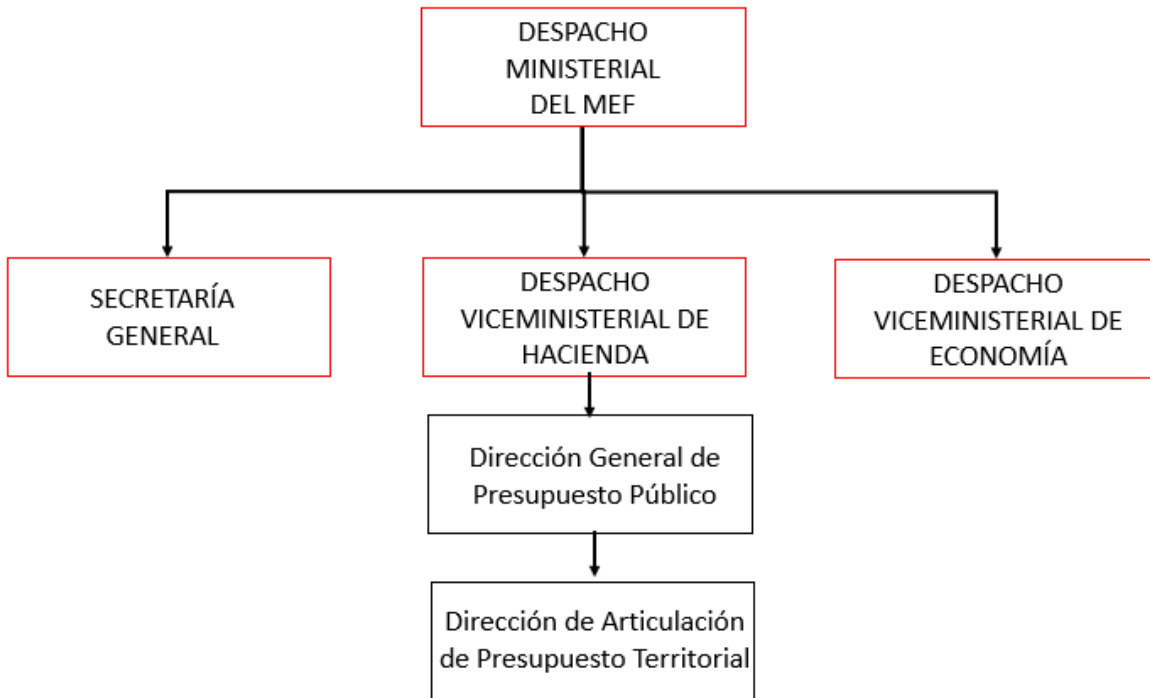 DESPACHO
MINISTERIAL
DEL MEF
SECRETARÍA
GENERAL
DESPACHO
VICEMINISTERIAL DE
HACIENDA
DESPACHO
VICEMINISTERIAL DE
ECONOMÍA
Dirección General de
Presupuesto Público
Dirección de Articulación
de Presupuesto Territorial